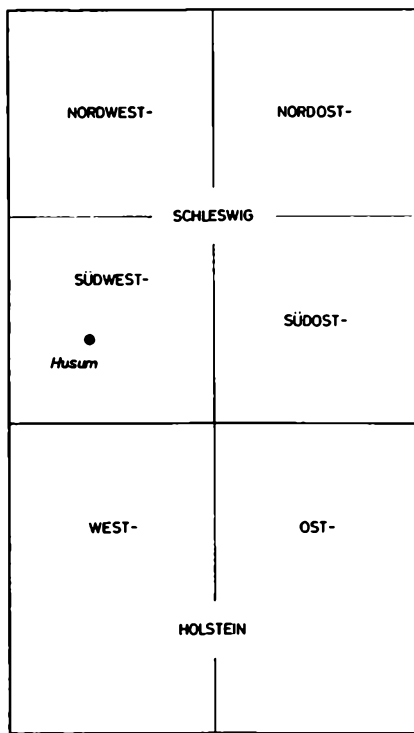 NORDWEST-
NORDOST-
SCHLESWIG
SÜDWEST-
SÜDOST-
Husum
WEST-
OST-
HOLSTEIN